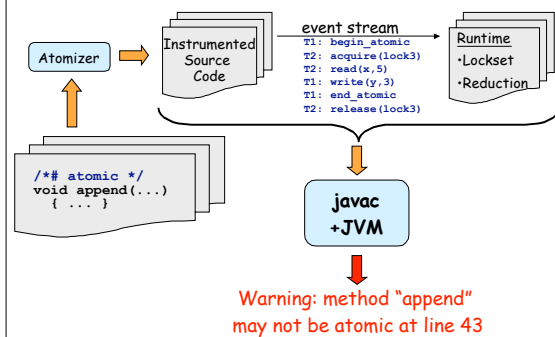 Atomizer
Instrumented
Source
Code
event stream
T1: begin_atomic
T2: acquire(lock3)
T2: read(x,5)
T1: write(y,3)
T1: end_atomic
T2: release(lock3)
Runtime
•Lockset
•Reduction
/*# atomic */
void append(...)
{ ... }
javac
+JVM
Warning: method “append”
may not be atomic at line 43